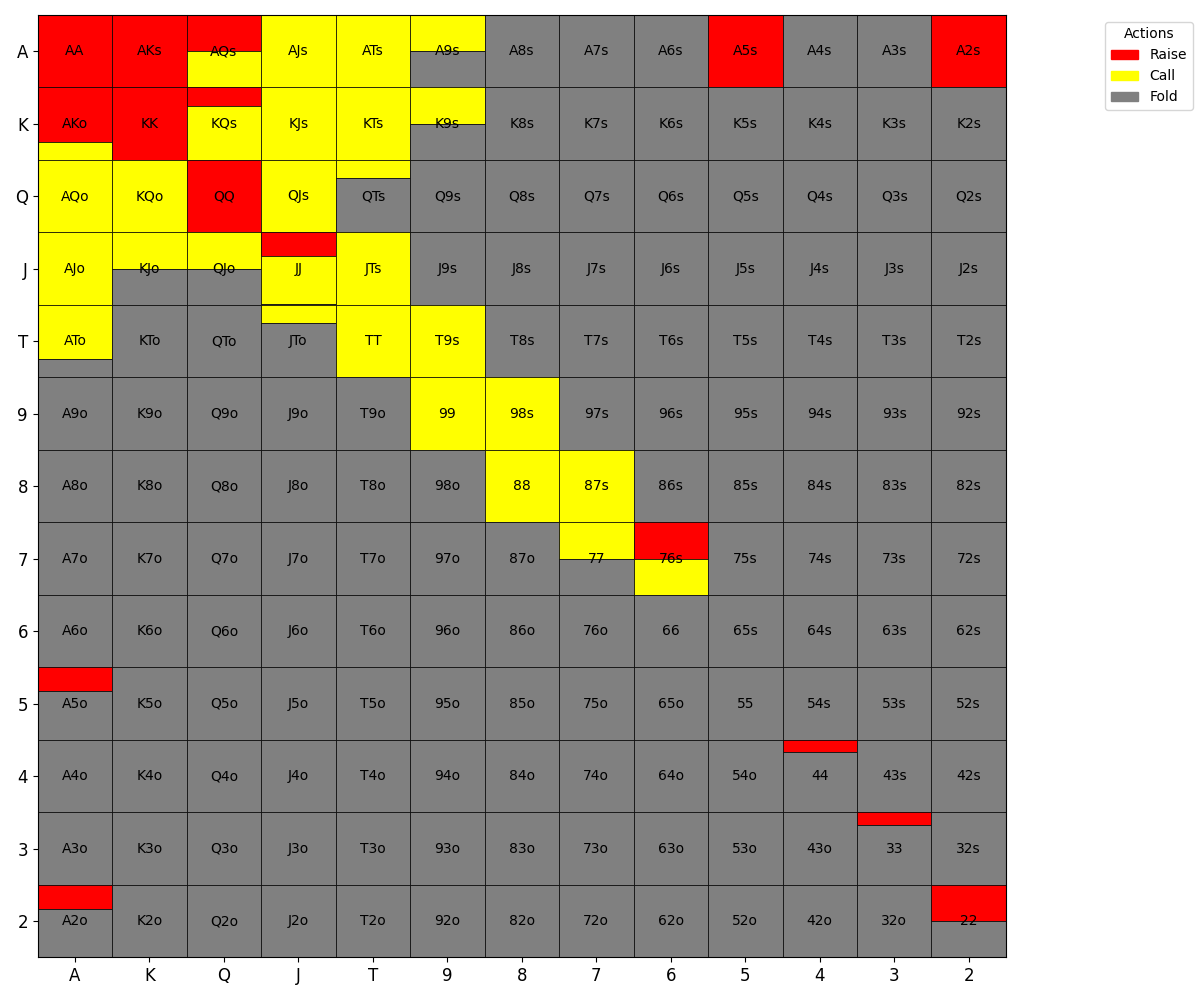 Actions
Raise
Call
Fold
A AA AKs AQs AJs ATs A9s A8s A7s A6s A5s A4s A3s A2s
K AKo KK KQs KJs KTs K9s K8s K7s K6s K5s K4s K3s K2s
Q AQo KQo QQ QJs QTs Q9s Q8s Q7s Q6s Q5s Q4s Q3s Q2s
J AJo KJo QJo JJ JTs J9s J8s J7s J6s J5s J4s J3s J2s
T ATo KTo QTo JTo TT T9s T8s T7s T6s T5s T4s T3s T2s
9 A9o K9o Q9o J9o T9o 99 98s 97s 96s 95s 94s 93s 92s
8 A8o K8o Q8o J8o T8o 98o 88 87s 86s 85s 84s 83s 82s
7 A7o K7o Q7o J7o T7o 97o 87o 77 76s 75s 74s 73s 72s
6 A6o K6o Q6o J6o T6o 96o 86o 76o 66 65s 64s 63s 62s
5 A5o K5o Q5o J5o T5o 95o 85o 75o 65o 55 54s 53s 52s
4 A4o K4o Q4o J4o T4o 94o 84o 74o 64o 54o 44 43s 42s
3 A3o K3o Q3o J3o T3o 93o 83o 73o 63o 53o 43o 33 32s
2 A2o K2o Q2o J2o T2o 92o 82o 72o 62o 52o 42o 32o 22
A K Q J T 9 8 7 6 5 4 3 2